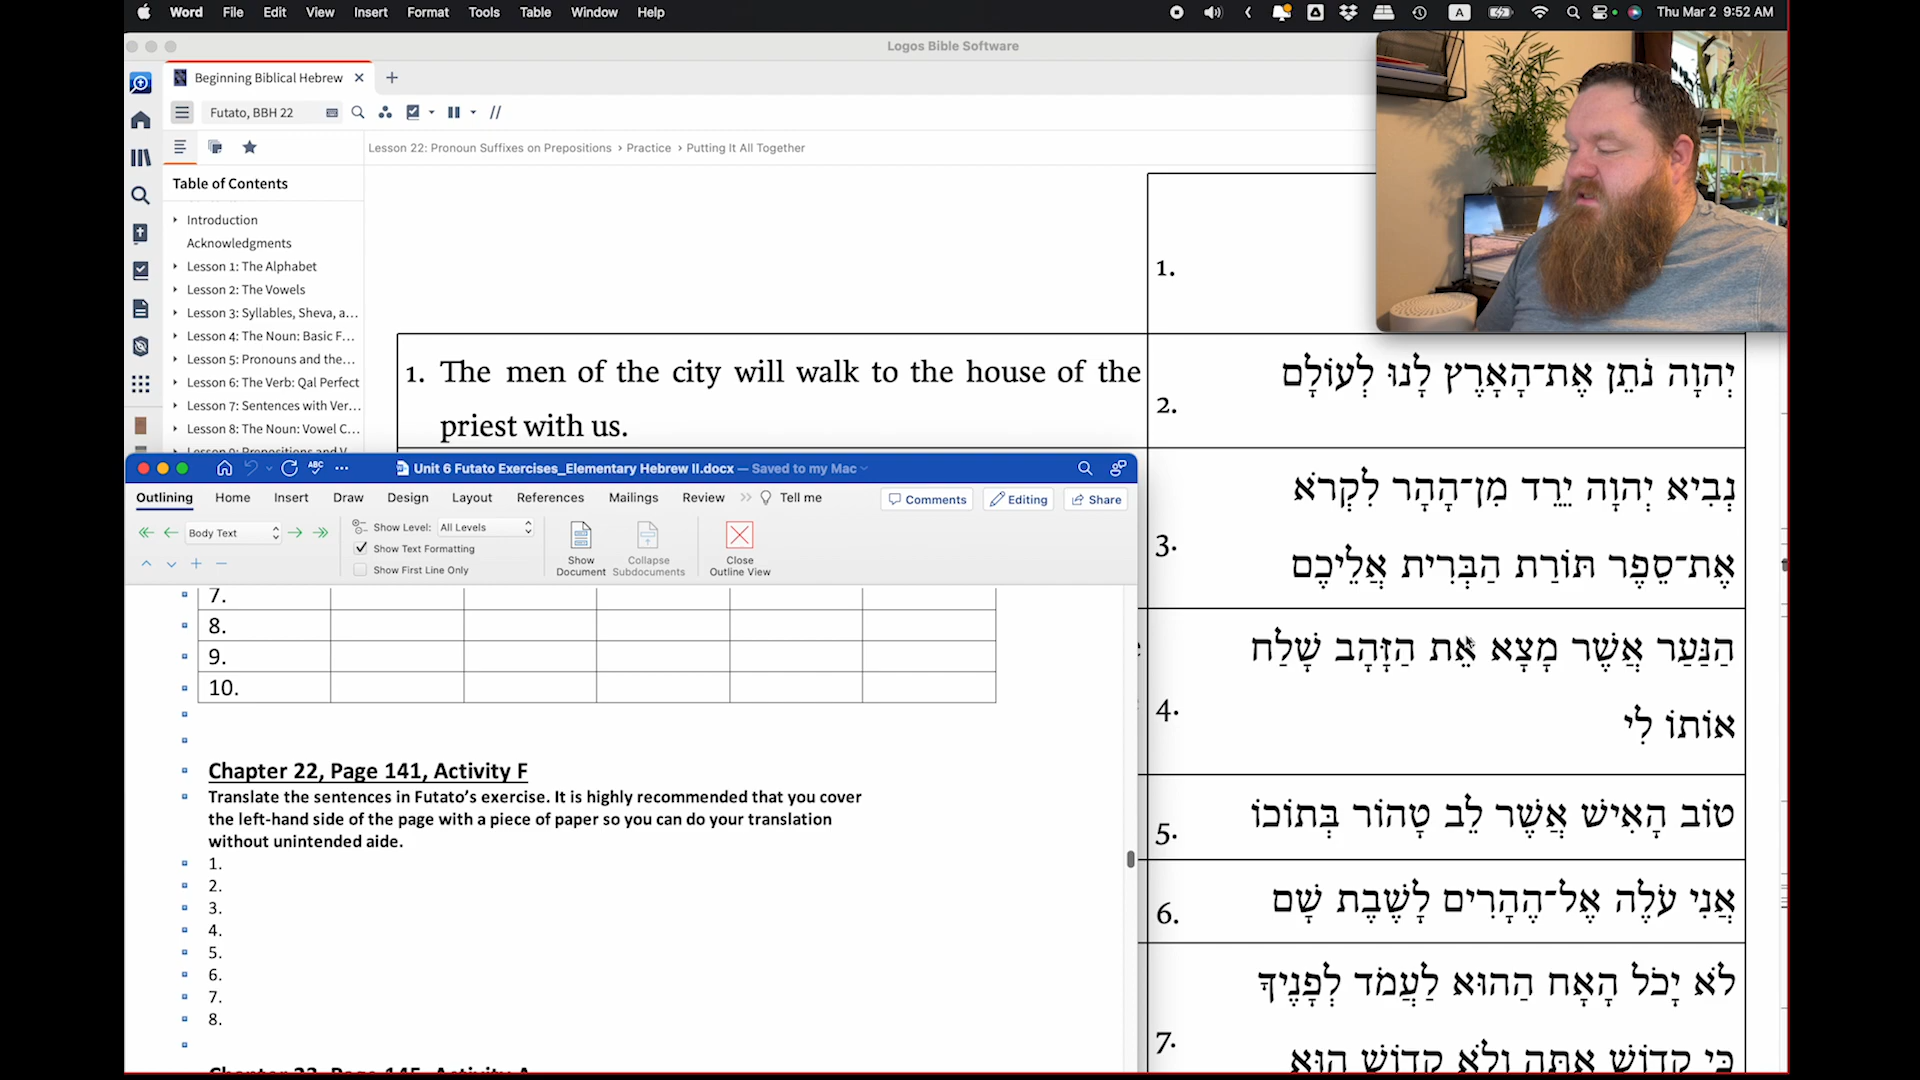 Word File Edit View Insert Format Tools Table Window Help
A
Thu Mar 2 9:52 AM
Logos Bible Software
Beginning Biblical Hebrew
Futato, BBH 22
Lesson 22: Pronoun Suffixes on Prepositions › Practice › Putting It All Together
Table of Contents
Introduction
Acknowledgments
Lesson 1: The Alphabet
Lesson 2: The Vowels
Lesson 3: Syllables, Sheva, a...
Lesson 4: The Noun: Basic F...
Lesson 5: Pronouns and the...
Lesson 6: The Verb: Qal Perfect
Lesson 7: Sentences with Ver...
Lesson 8: The Noun: Vowel C...
1. The men of the city will walk to the house of the
priest with us.
1.
2.
יְהוָה נֹתֵן אֶת־הָאָרֶץ לָנוּ לְעוֹלָם
3.
נְבִיא יְהוָה יֵרֵד מִן־הָהָר לִקְרֹא
אֶת־סֵפֶר תּוֹרַת הַבְּרִית אֲלֵיכֶם
4.
הַנַּעַר אֲשֶׁר מָצָא אֵת הַזָּהָב שָׁלַח
אוֹתוֹ לִי
5.
טוֹב הָאִישׁ אֲשֶׁר לֵב טָהוֹר בְּתוֹכוֹ
6.
אֲנִי עֹלֶה אֶל־הֶהָרִים לָשֶׁבֶת שָׁם
7.
לֹא יָכֹל הָאָח הַהוּא לַעֲמֹד לְפָנֶיךָ
כִּי קָדוֹשׁ אַתָּה וְלֹא קָדוֹשׁ הוּא
Unit 6 Futato Exercises_Elementary Hebrew II.docx — Saved to my Mac
Outlining Home Insert Draw Design Layout References Mailings Review Tell me Comments Editing Share
Body Text
Show Level: All Levels
Show Text Formatting
Show First Line Only
Show Document
Collapse Subdocuments
Close Outline View
7.
8.
9.
10.
Chapter 22, Page 141, Activity F
Translate the sentences in Futato's exercise. It is highly recommended that you cover
the left-hand side of the page with a piece of paper so you can do your translation
without unintended aide.
1.
2.
3.
4.
5.
6.
7.
8.
Chapter 23, Page 145, Activity A